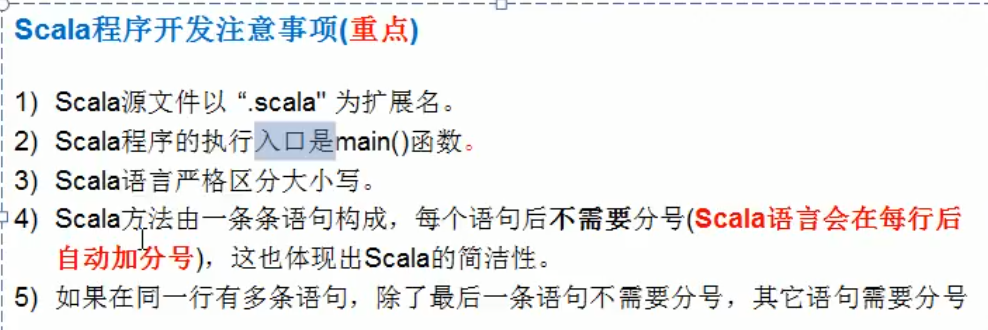 Scala程序开发注意事项(重点)
1) Scala源文件以 “.scala" 为扩展名。
2) Scala程序的执行入口是main()函数。
3) Scala语言严格区分大小写。
4) Scala方法由一条条语句构成，每个语句后不需要分号(Scala语言会在每行后
自动加分号)，这也体现出Scala的简洁性。
5) 如果在同一行有多条语句，除了最后一条语句不需要分号，其它语句需要分号